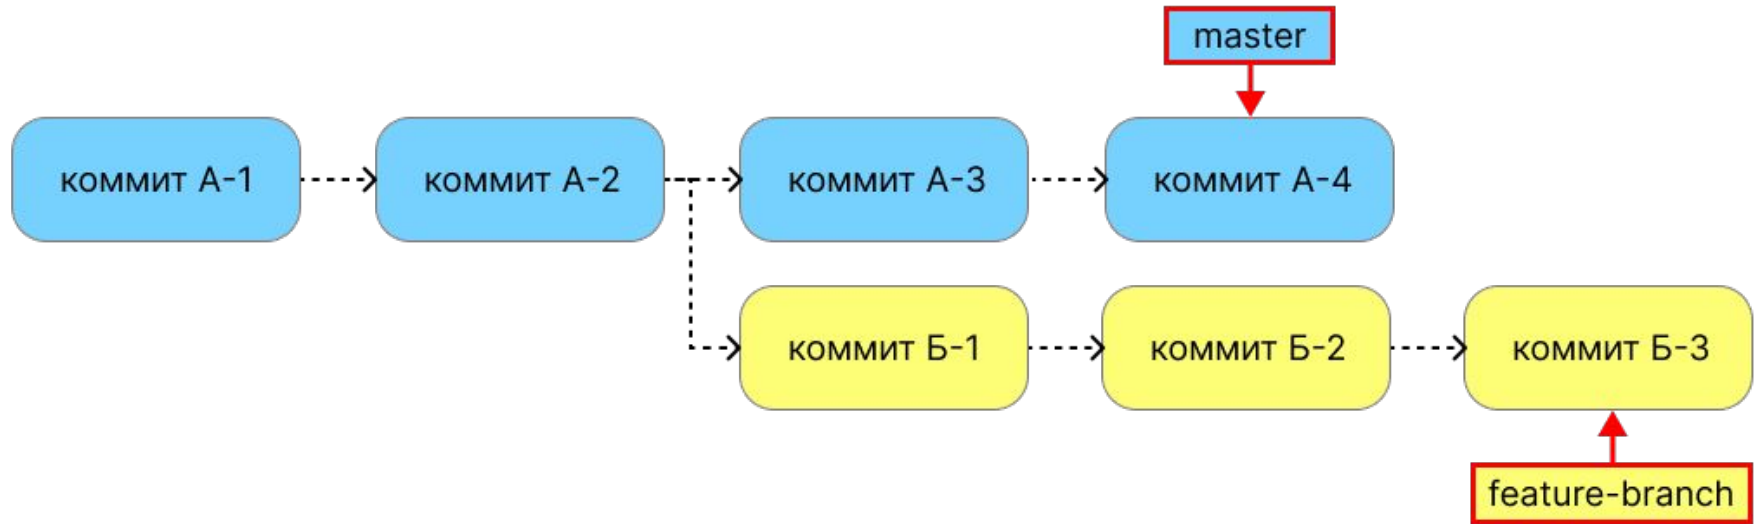 master
коммит А-1
коммит А-2
коммит А-3
коммит А-4
коммит Б-1
коммит Б-2
коммит Б-3
feature-branch